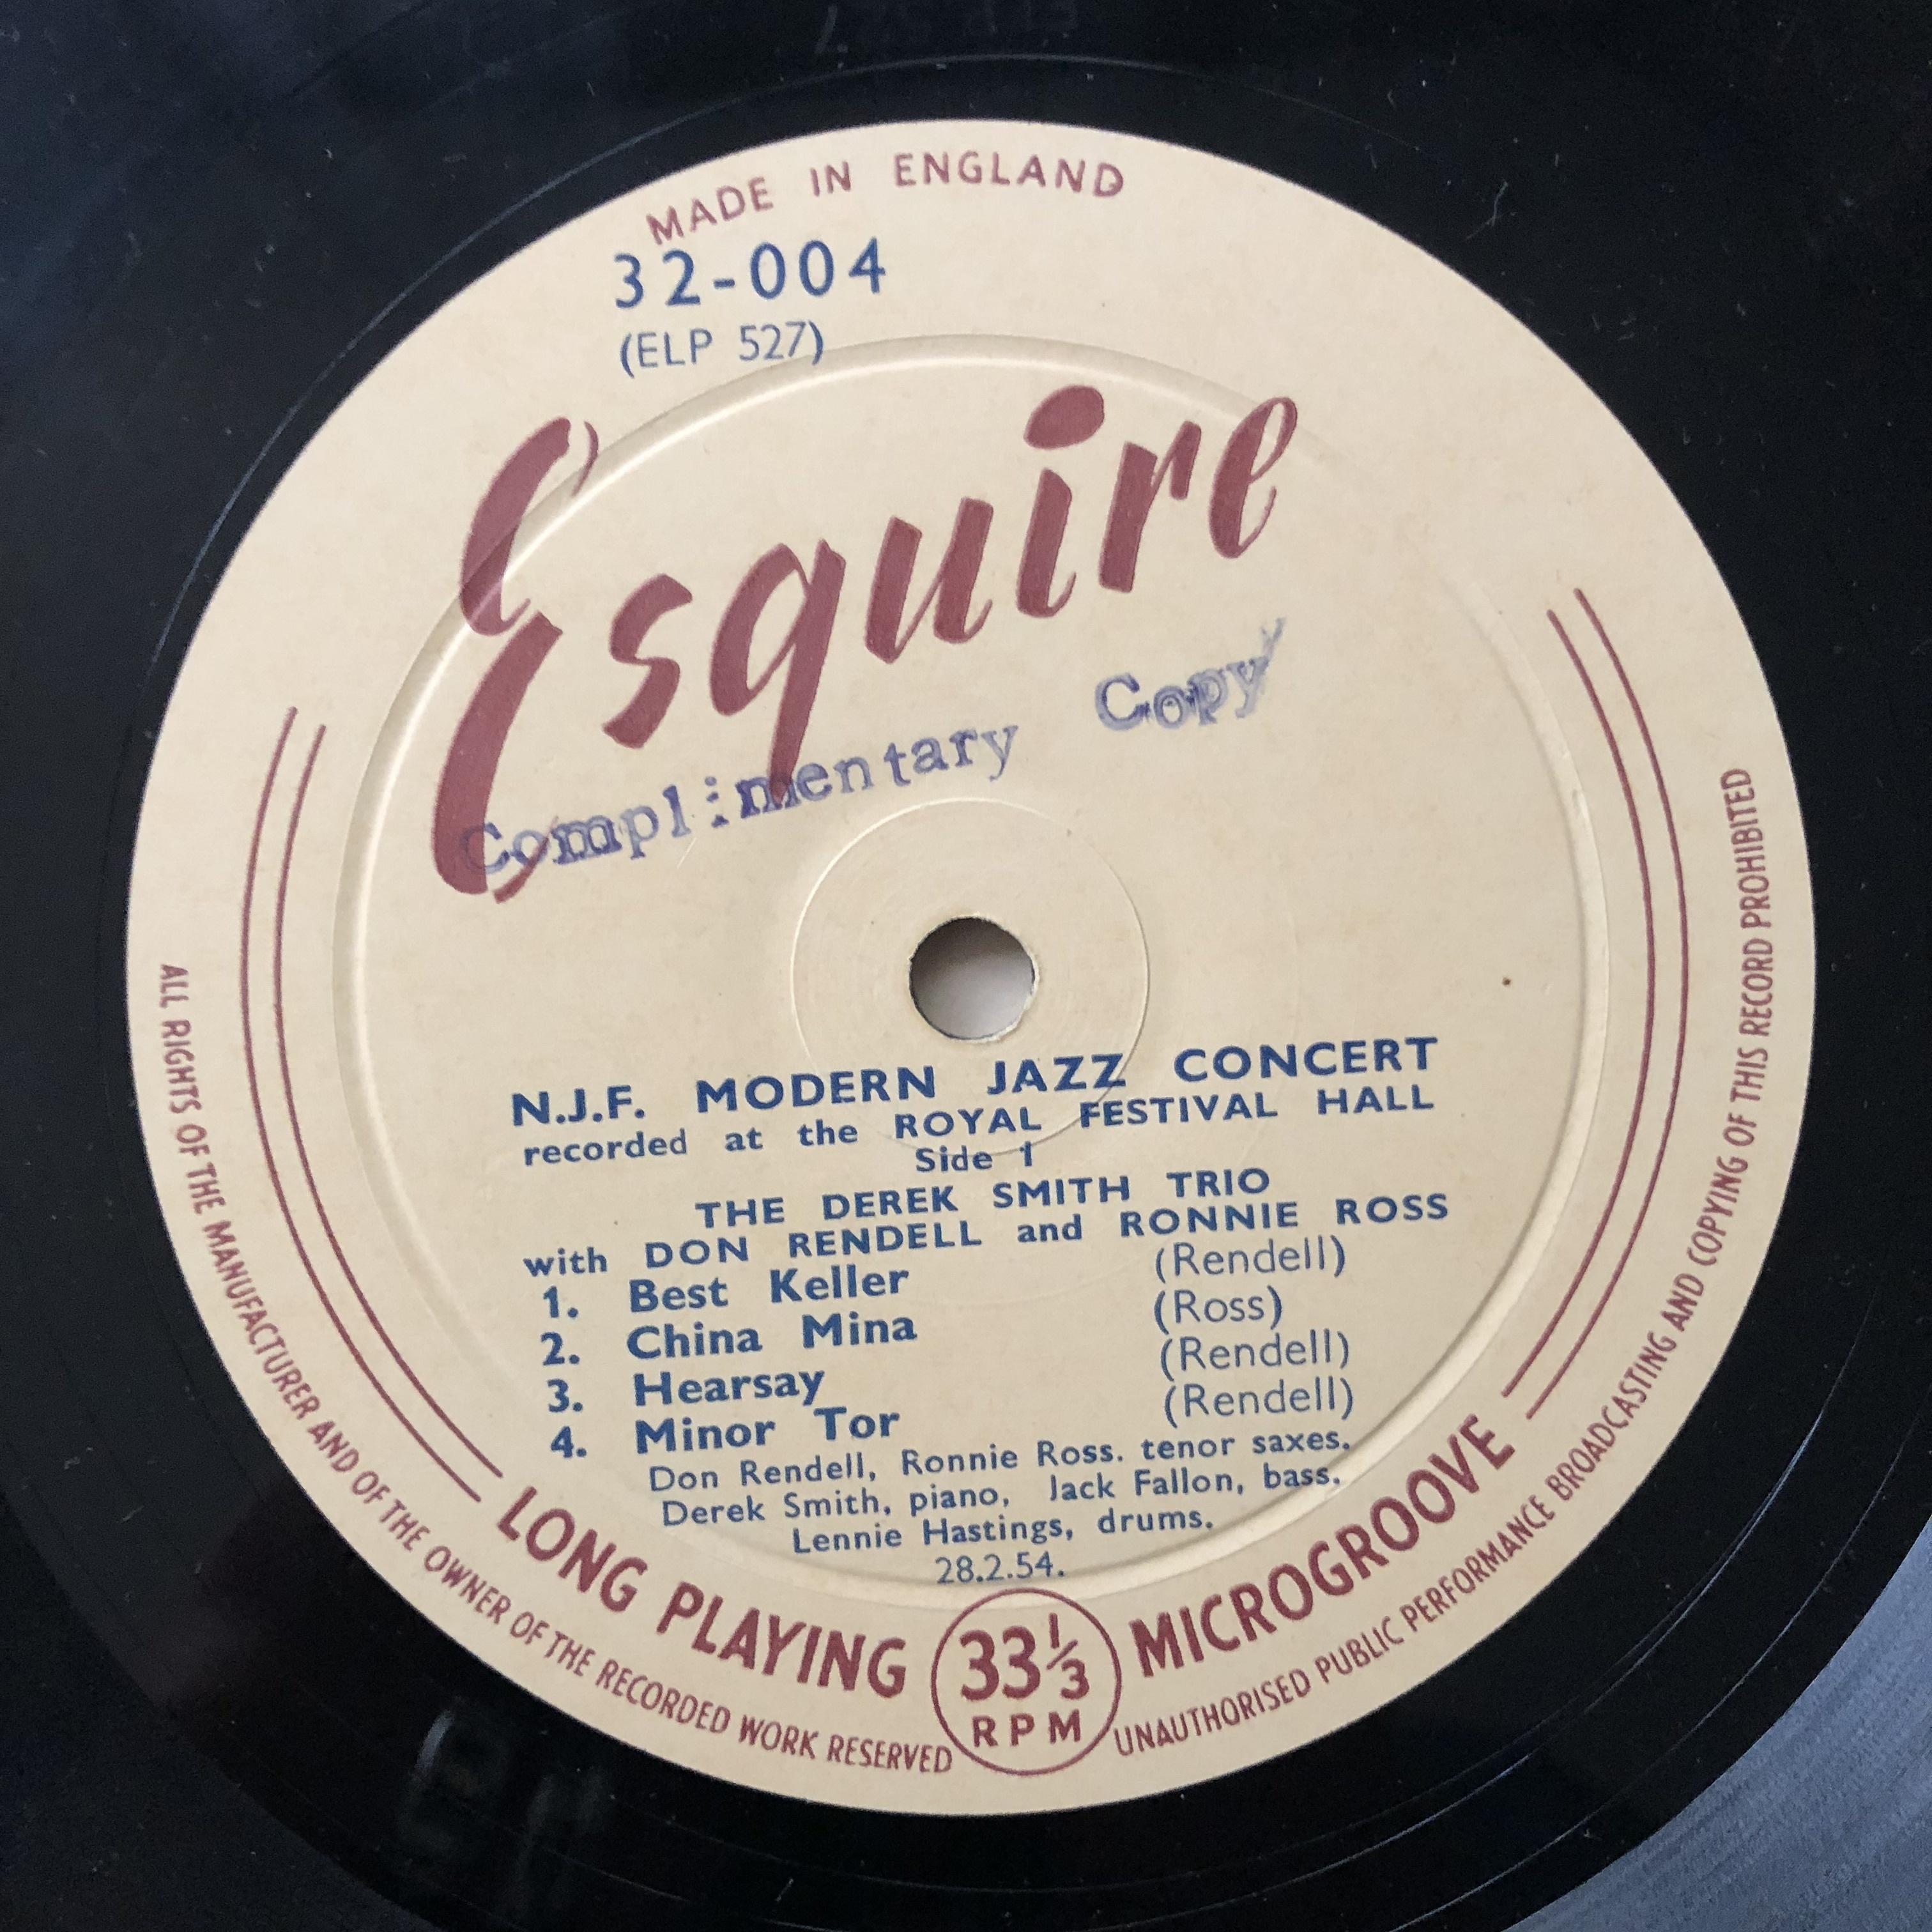 MADE IN ENGLAND
32-004
(ELP 527)
Esquire
Complimentary Copy
N.J.F. MODERN JAZZ CONCERT
recorded at the ROYAL FESTIVAL HALL
Side 1
THE DEREK SMITH TRIO
with DON RENDELL and RONNIE ROSS
1. Best Keller (Rendell)
2. China Mina (Ross)
3. Hearsay (Rendell)
4. Minor Tor (Rendell)
Don Rendell, Ronnie Ross. tenor saxes.
Derek Smith, piano, Jack Fallon, bass.
Lennie Hastings, drums.
28.2.54.
LONG PLAYING 33⅓ RPM MICROGROOVE
ALL RIGHTS OF THE MANUFACTURER AND OF THE OWNER OF THE RECORDED WORK RESERVED
UNAUTHORISED PUBLIC PERFORMANCE BROADCASTING AND COPYING OF THIS RECORD PROHIBITED